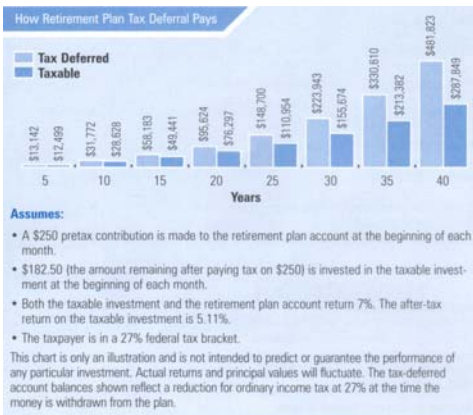 How Retirement Plan Tax Deferral Pays
Tax Deferred
Taxable
$13,142
$12,499
$31,772
$28,628
$58,183
$49,441
$95,624
$76,297
$148,700
$110,954
$223,943
$155,674
$330,610
$213,382
$481,823
$287,849
5 10 15 20 25 30 35 40
Years
Assumes:
• A $250 pretax contribution is made to the retirement plan account at the beginning of each
month.
• $182.50 (the amount remaining after paying tax on $250) is invested in the taxable invest-
ment at the beginning of each month.
• Both the taxable investment and the retirement plan account return 7%. The after-tax
return on the taxable investment is 5.11%.
• The taxpayer is in a 27% federal tax bracket.
This chart is only an illustration and is not intended to predict or guarantee the performance of
any particular investment. Actual returns and principal values will fluctuate. The tax-deferred
account balances shown reflect a reduction for ordinary income tax at 27% at the time the
money is withdrawn from the plan.